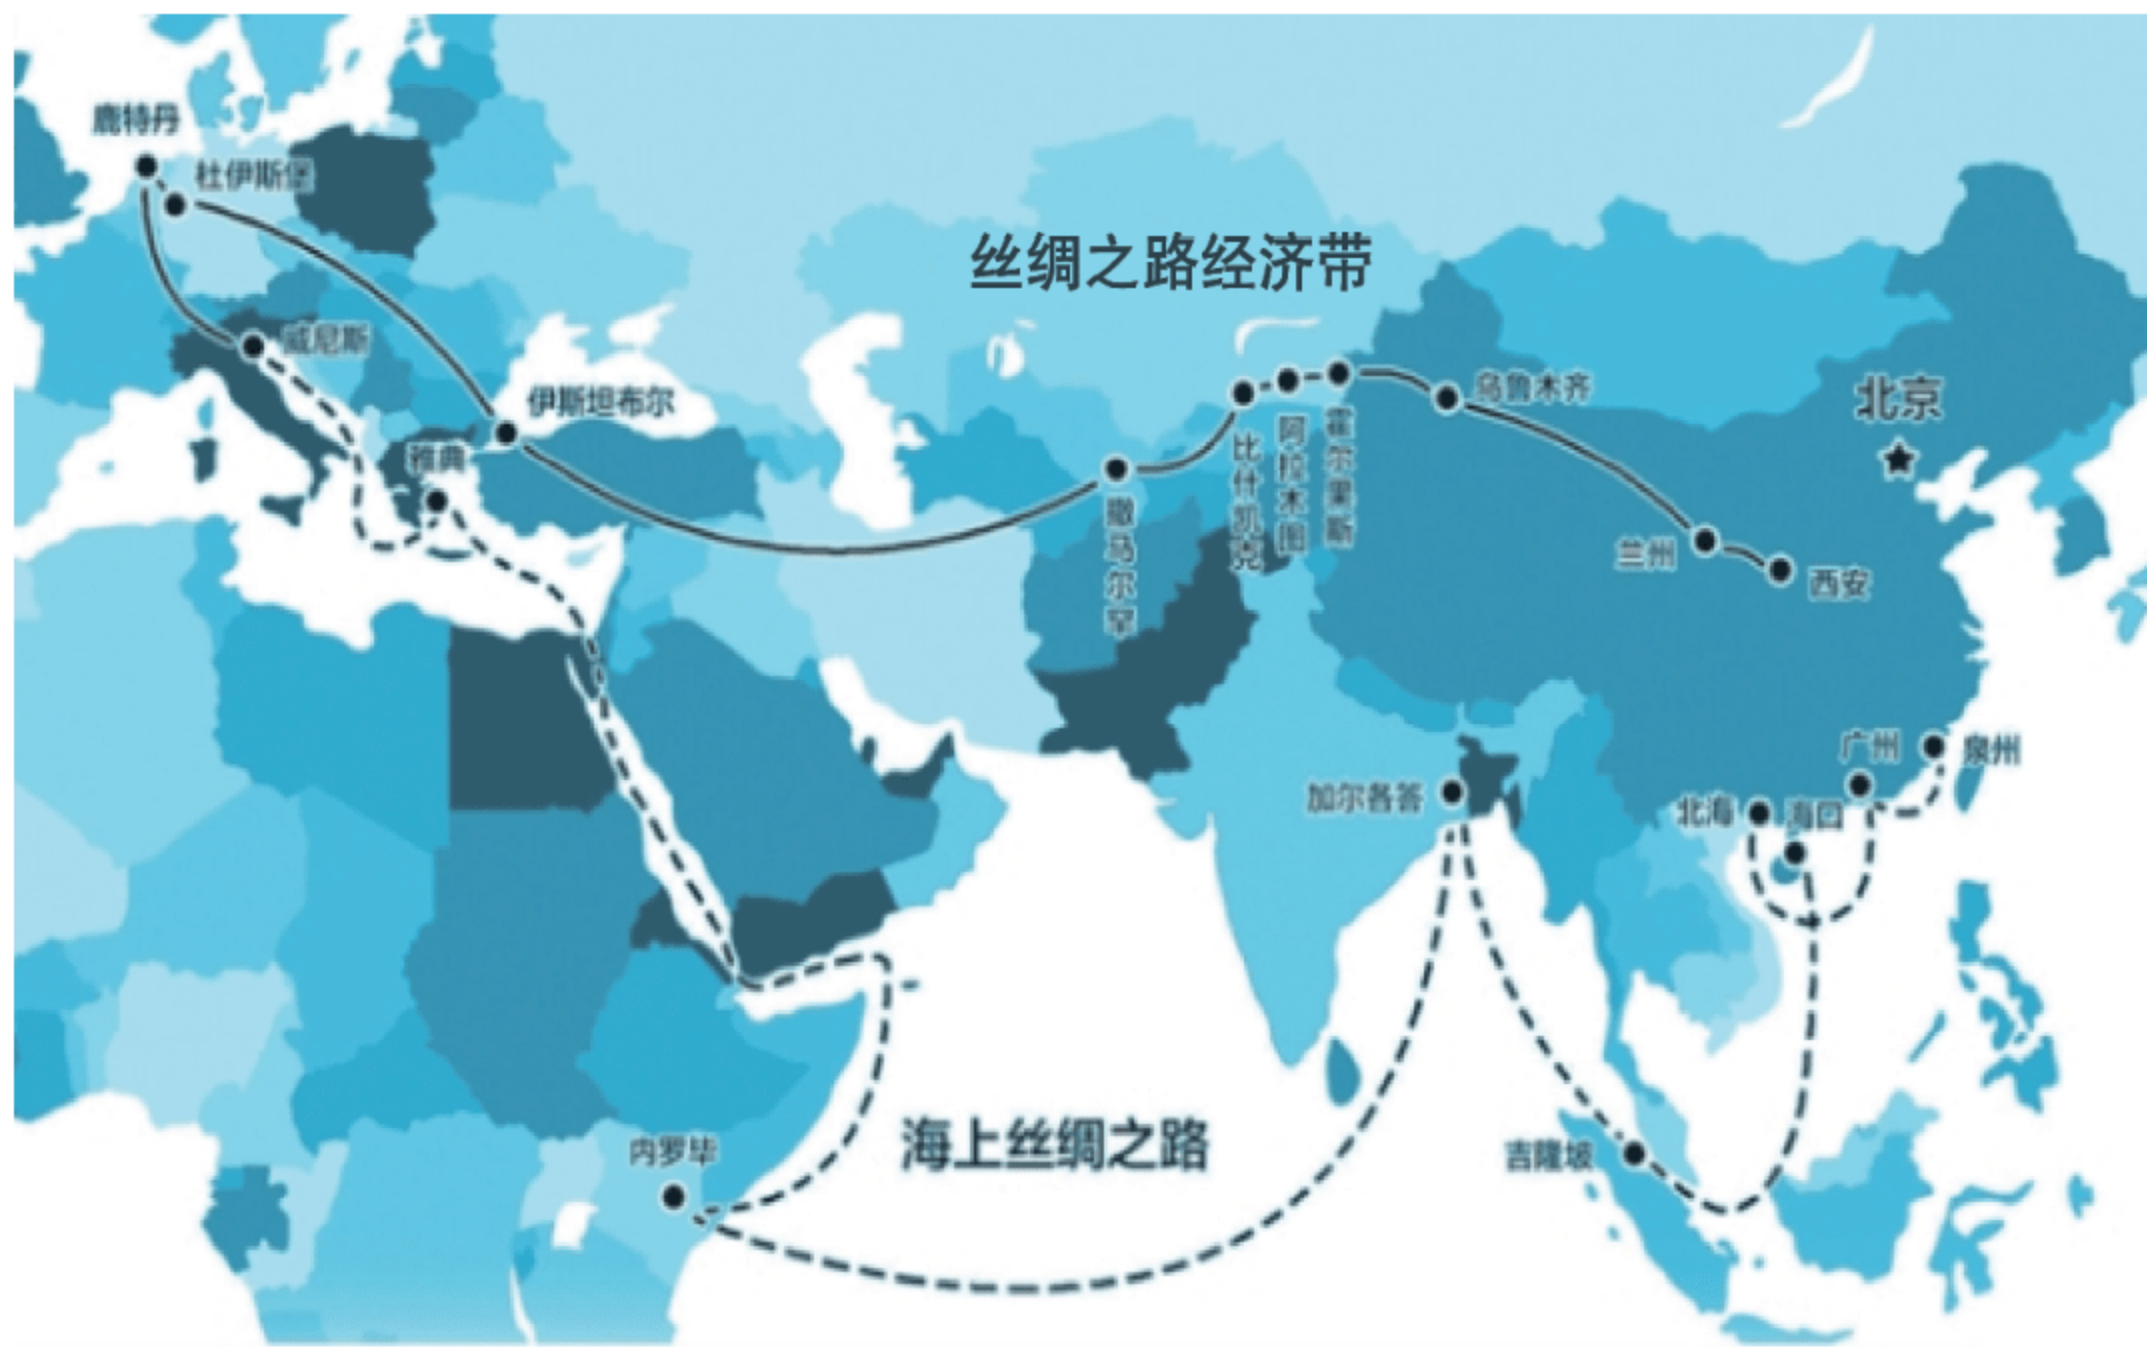 鹿特丹
杜伊斯堡
丝绸之路经济带
威尼斯
伊斯坦布尔
乌鲁木齐
北京
雅典
霍尔果斯
阿拉木图
比什凯克
撒马尔罕
兰州
西安
广州
泉州
加尔各答
北海
海口
海上丝绸之路
内罗毕
吉隆坡